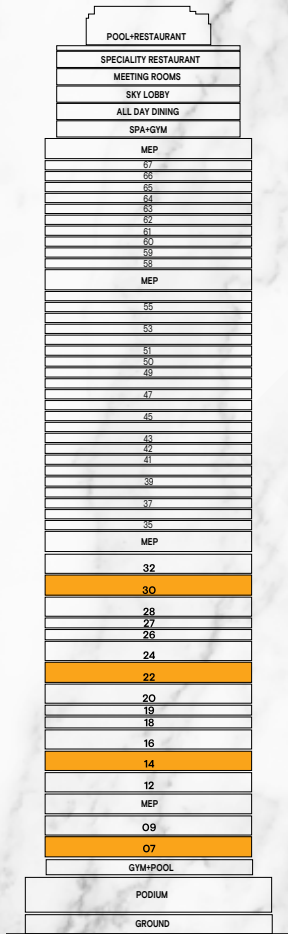 POOL+RESTAURANT
SPECIALITY RESTAURANT
MEETING ROOMS
SKY LOBBY
ALL DAY DINING
SPA+GYM
MEP
67
66
65
64
63
62
61
60
59
58
MEP
55
53
51
50
49
47
45
43
42
41
39
37
35
MEP
32
30
28
27
26
24
22
20
19
18
16
14
12
MEP
09
07
GYM+POOL
PODIUM
GROUND